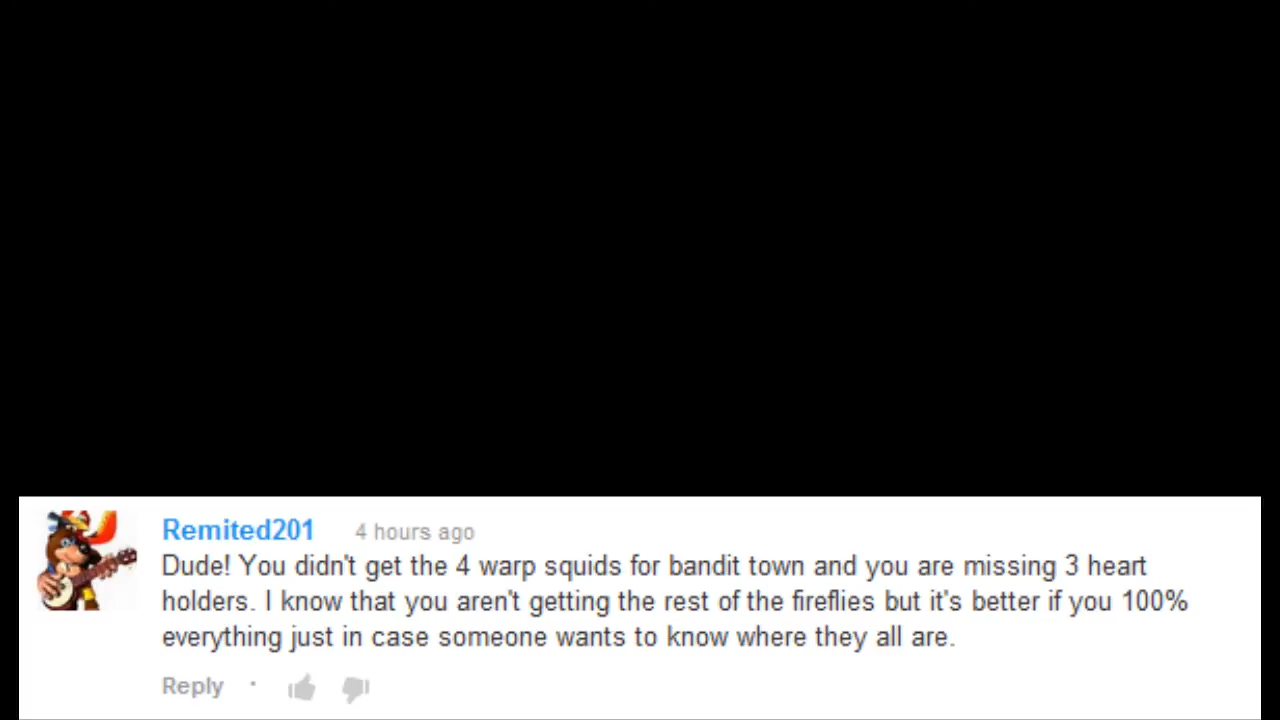 Remited201 4 hours ago
Dude! You didn't get the 4 warp squids for bandit town and you are missing 3 heart
holders. I know that you aren't getting the rest of the fireflies but it's better if you 100%
everything just in case someone wants to know where they all are.
Reply ·